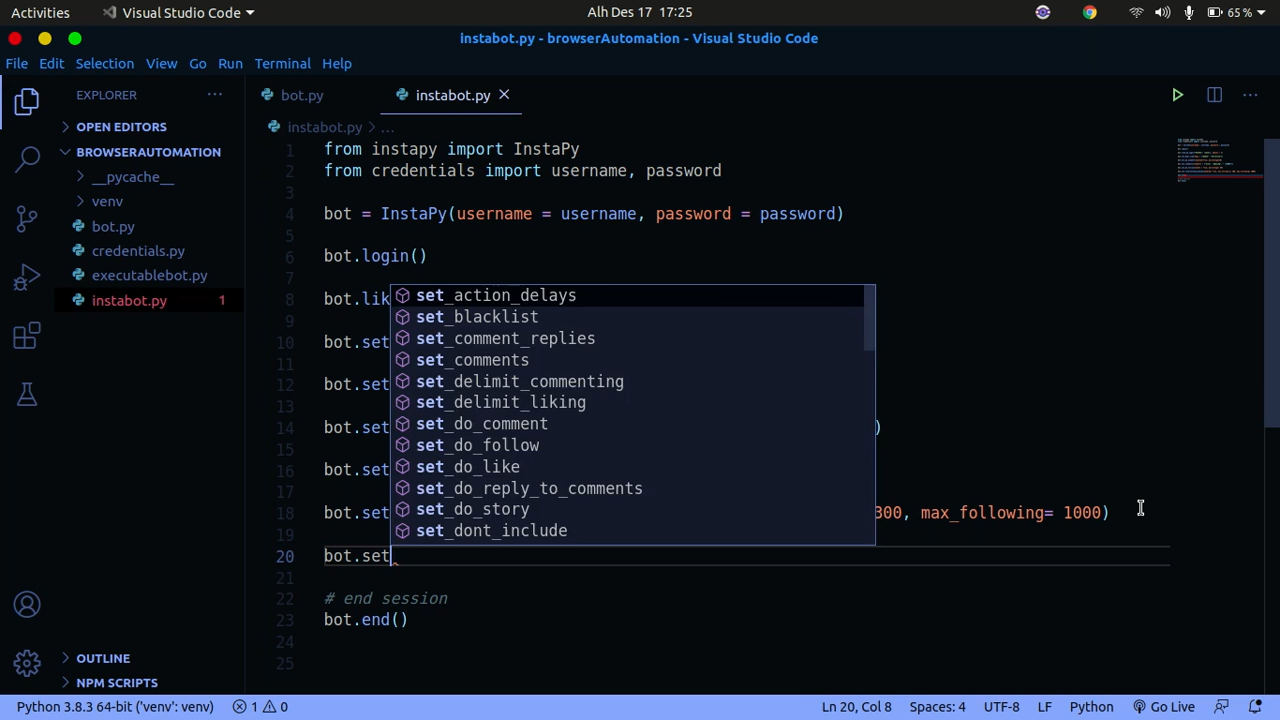 Activities Visual Studio Code Alh Des 17 17:25 65%
instabot.py - browserAutomation - Visual Studio Code
File Edit Selection View Go Run Terminal Help
EXPLORER ...
OPEN EDITORS
BROWSERAUTOMATION
__pycache__
venv
bot.py
credentials.py
executablebot.py
instabot.py 1
OUTLINE
NPM SCRIPTS
bot.py instabot.py
instabot.py > ...
1 from instapy import InstaPy
2 from credentials import username, password
3
4 bot = InstaPy(username = username, password = password)
5
6 bot.login()
7
8 bot.lik
9
10 bot.set
11
12 bot.set
13
14 bot.set )
15
16 bot.set
17
18 bot.set 300, max_following= 1000)
19
20 bot.set
21
22 # end session
23 bot.end()
24
25
set_action_delays
set_blacklist
set_comment_replies
set_comments
set_delimit_commenting
set_delimit_liking
set_do_comment
set_do_follow
set_do_like
set_do_reply_to_comments
set_do_story
set_dont_include
Python 3.8.3 64-bit ('venv': venv) 1 0 Ln 20, Col 8 Spaces: 4 UTF-8 LF Python Go Live